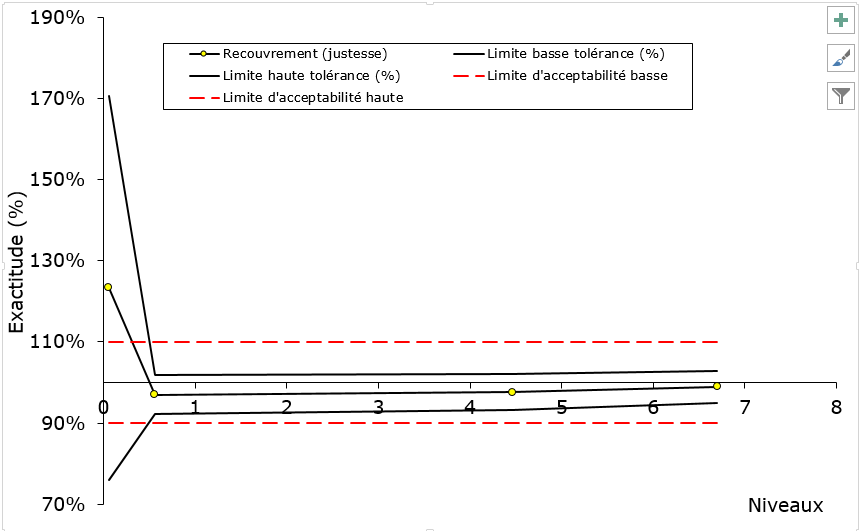 190%
Recouvrement (justesse) Limite basse tolérance (%)
Limite haute tolérance (%) Limite d'acceptabilité basse
Limite d'acceptabilité haute
170%
150%
130%
110%
90%
70%
Exactitude (%)
0 1 2 3 4 5 6 7 8
Niveaux